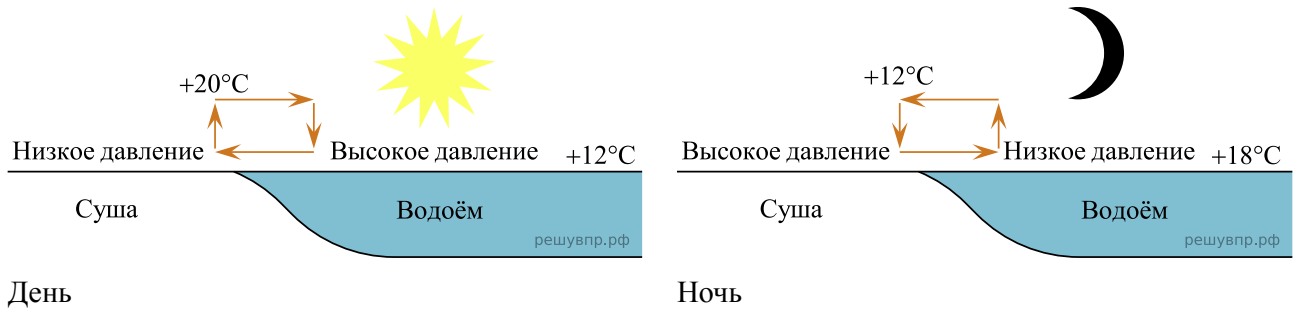 +20°C
Низкое давление
Высокое давление
+12°C
Суша
Водоём
решувпр.рф
День
+12°C
Высокое давление
Низкое давление
+18°C
Суша
Водоём
решувпр.рф
Ночь